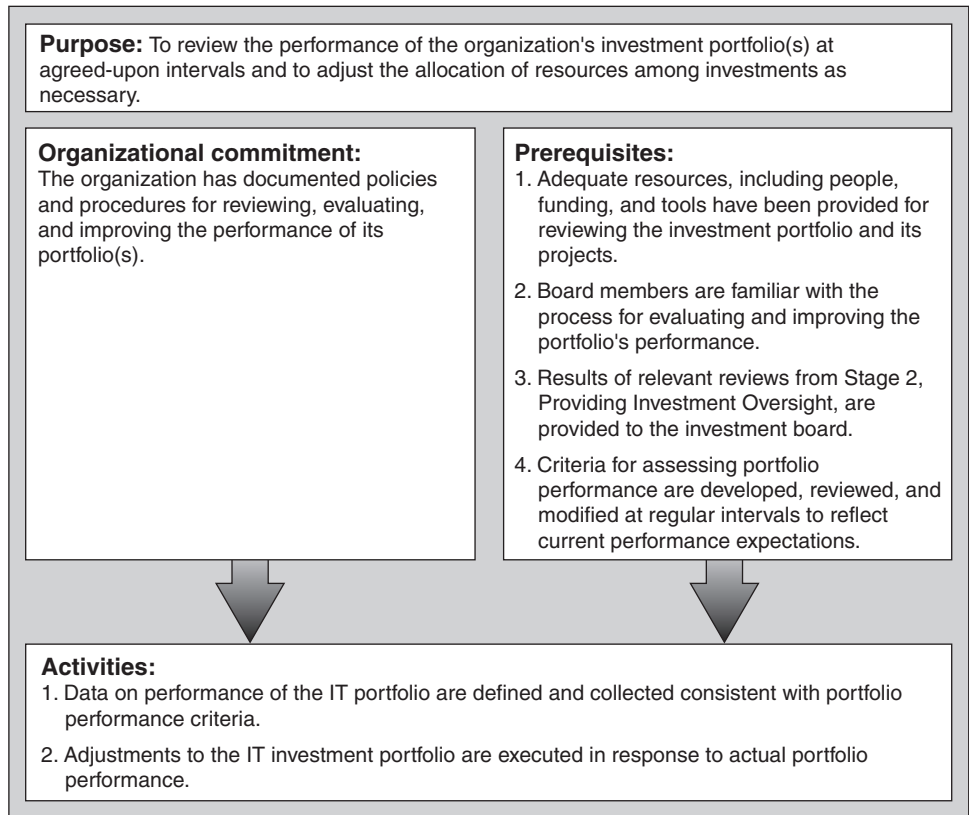 Purpose: To review the performance of the organization's investment portfolio(s) at
agreed-upon intervals and to adjust the allocation of resources among investments as
necessary.
Organizational commitment:
The organization has documented policies
and procedures for reviewing, evaluating,
and improving the performance of its
portfolio(s).
Prerequisites:
1. Adequate resources, including people,
funding, and tools have been provided for
reviewing the investment portfolio and its
projects.
2. Board members are familiar with the
process for evaluating and improving the
portfolio's performance.
3. Results of relevant reviews from Stage 2,
Providing Investment Oversight, are
provided to the investment board.
4. Criteria for assessing portfolio
performance are developed, reviewed, and
modified at regular intervals to reflect
current performance expectations.
Activities:
1. Data on performance of the IT portfolio are defined and collected consistent with portfolio
performance criteria.
2. Adjustments to the IT investment portfolio are executed in response to actual portfolio
performance.